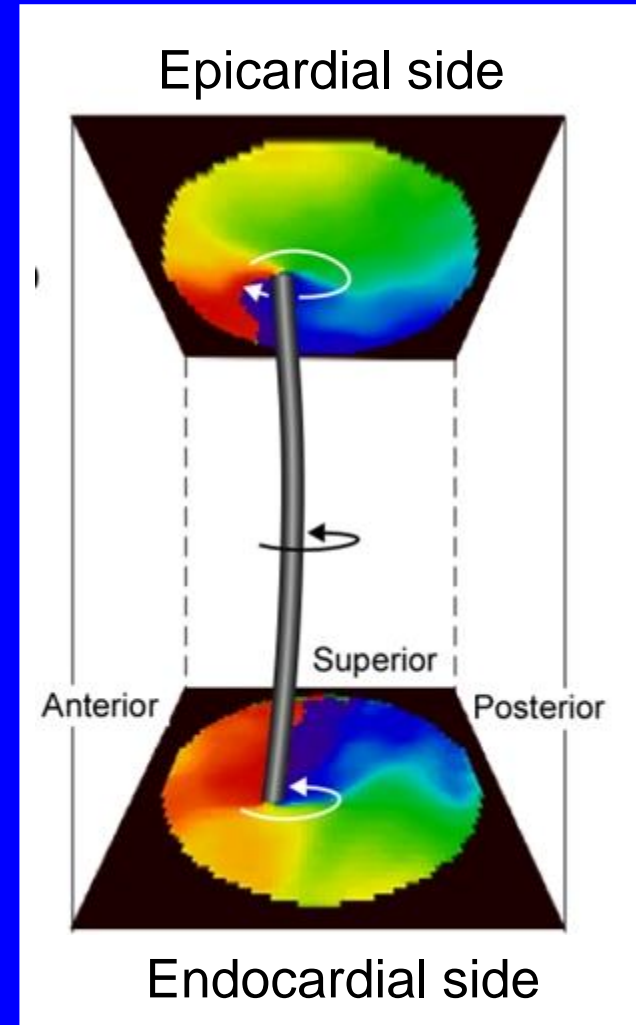 Epicardial side
Superior
Anterior
Posterior
Endocardial side